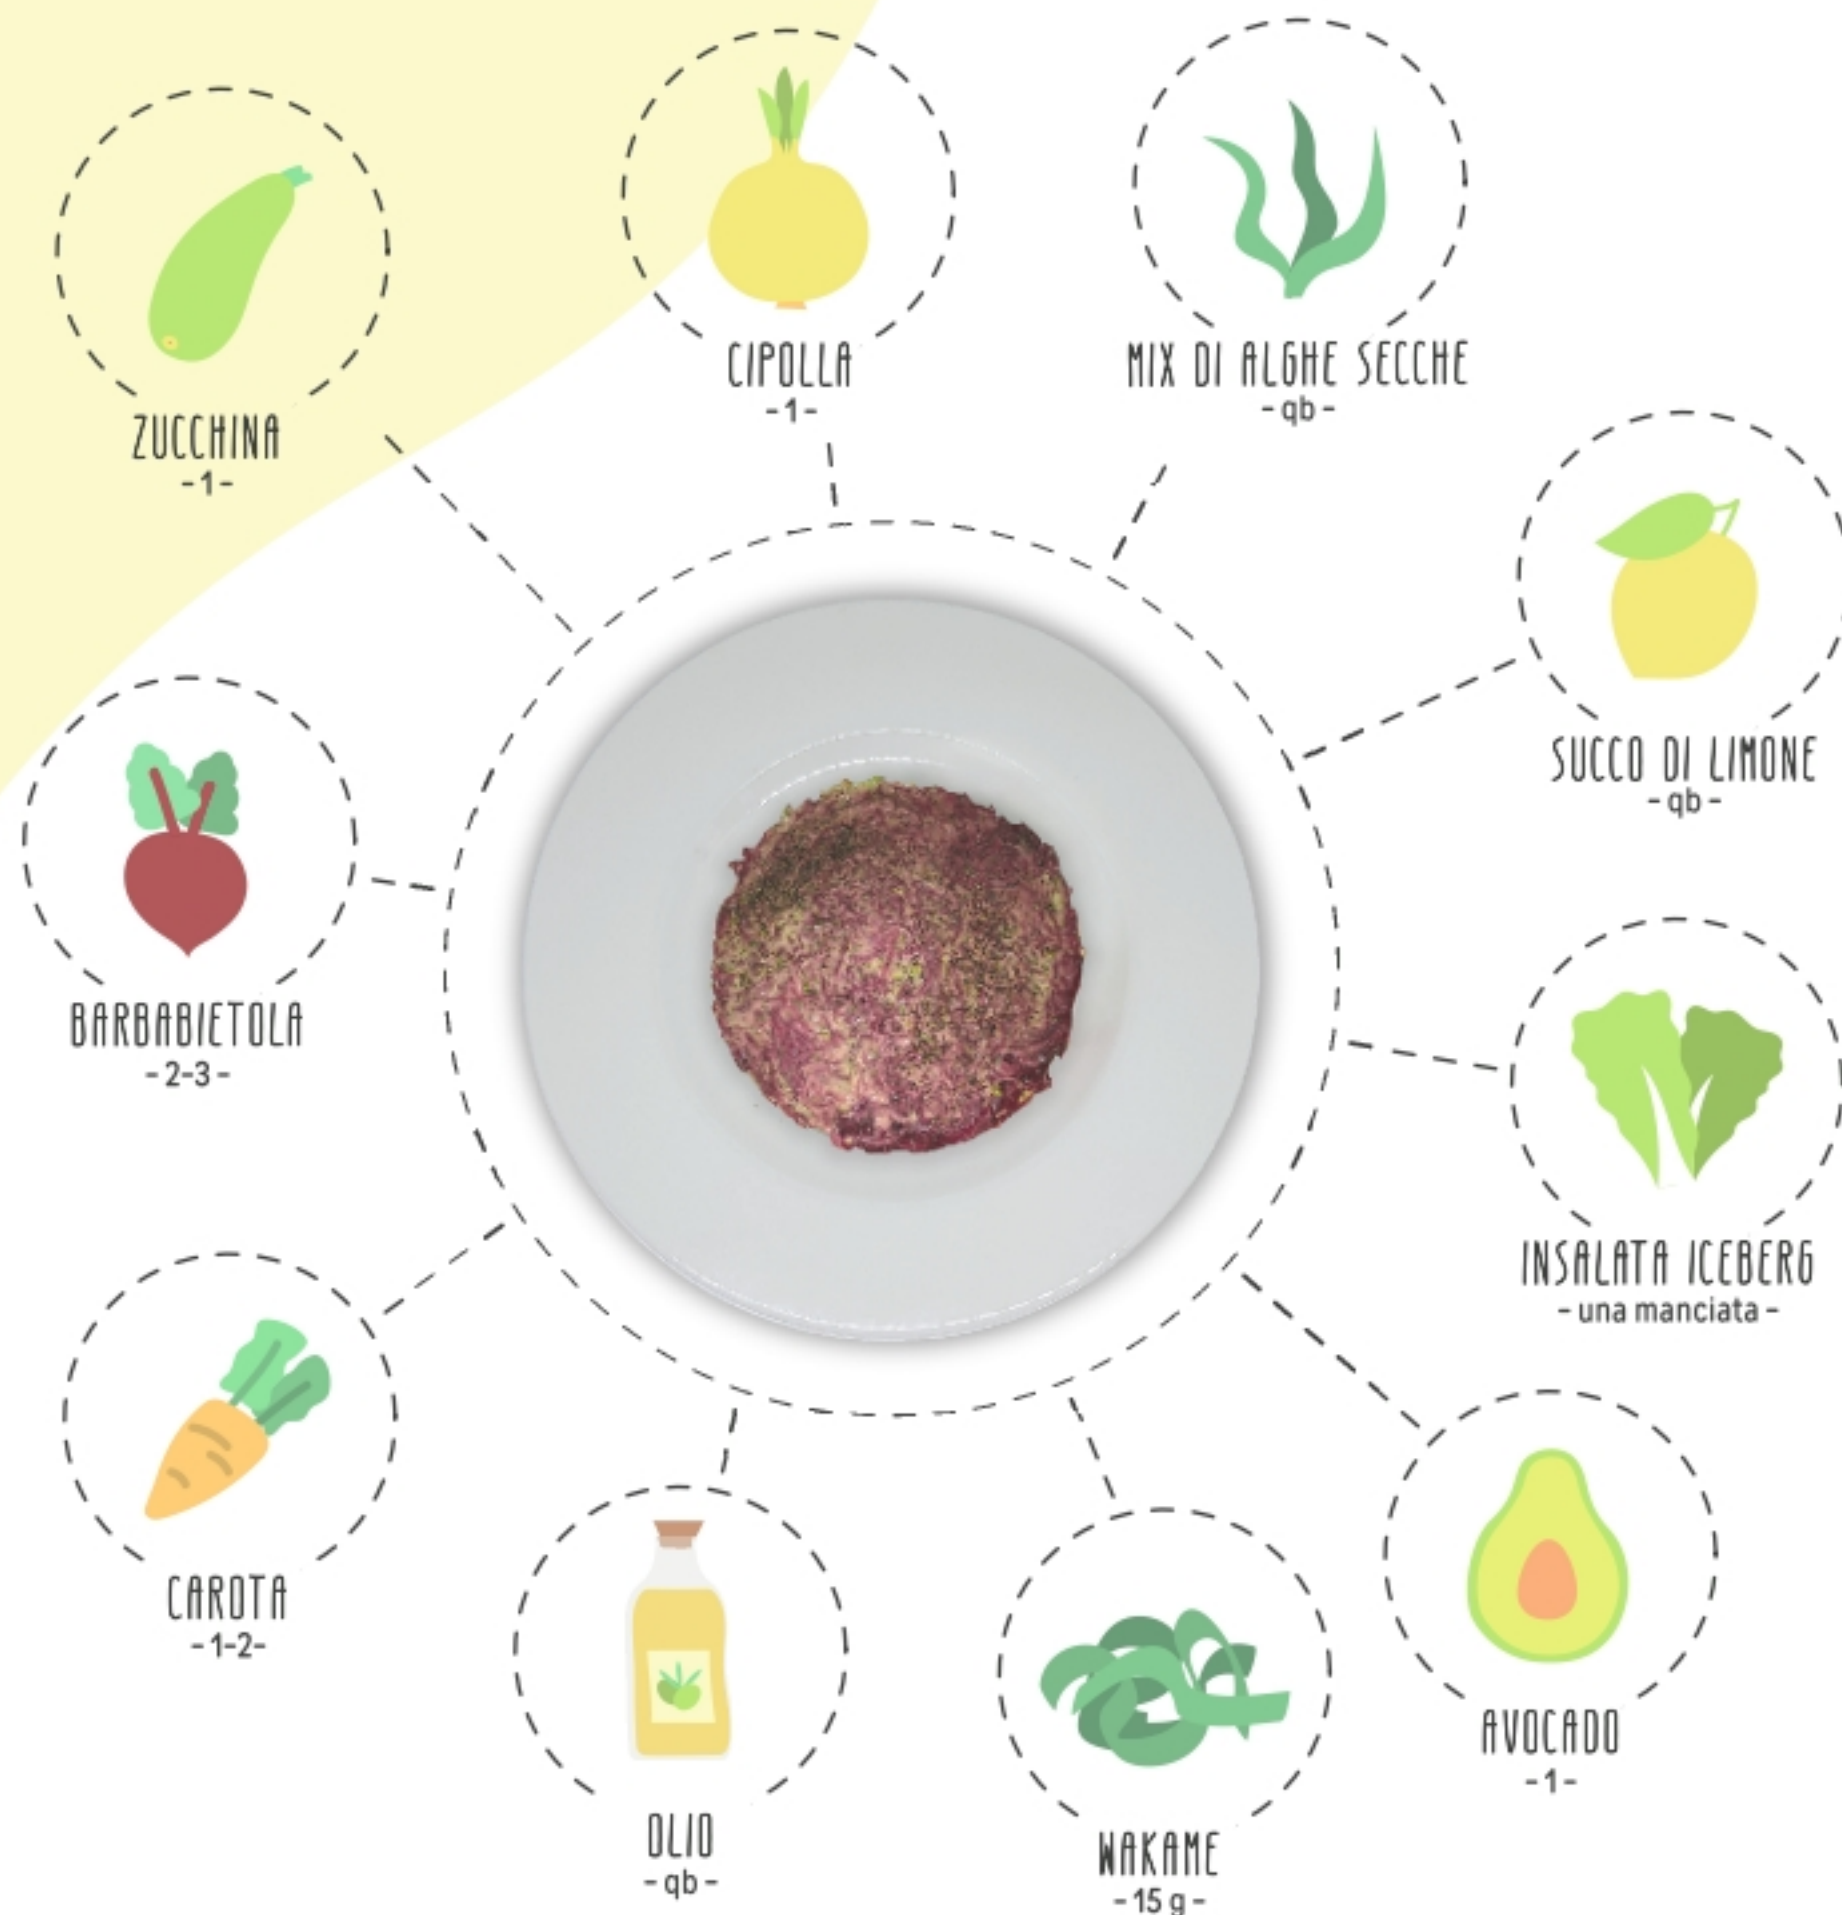 CIPOLLA
-1-
MIX DI ALGHE SECCHE
- qb -
ZUCCHINA
-1-
SUCCO DI LIMONE
- qb -
BARBABIETOLA
- 2-3 -
INSALATA ICEBERG
- una manciata -
CAROTA
- 1-2-
AVOCADO
-1-
OLIO
- qb -
WAKAME
- 15 g -